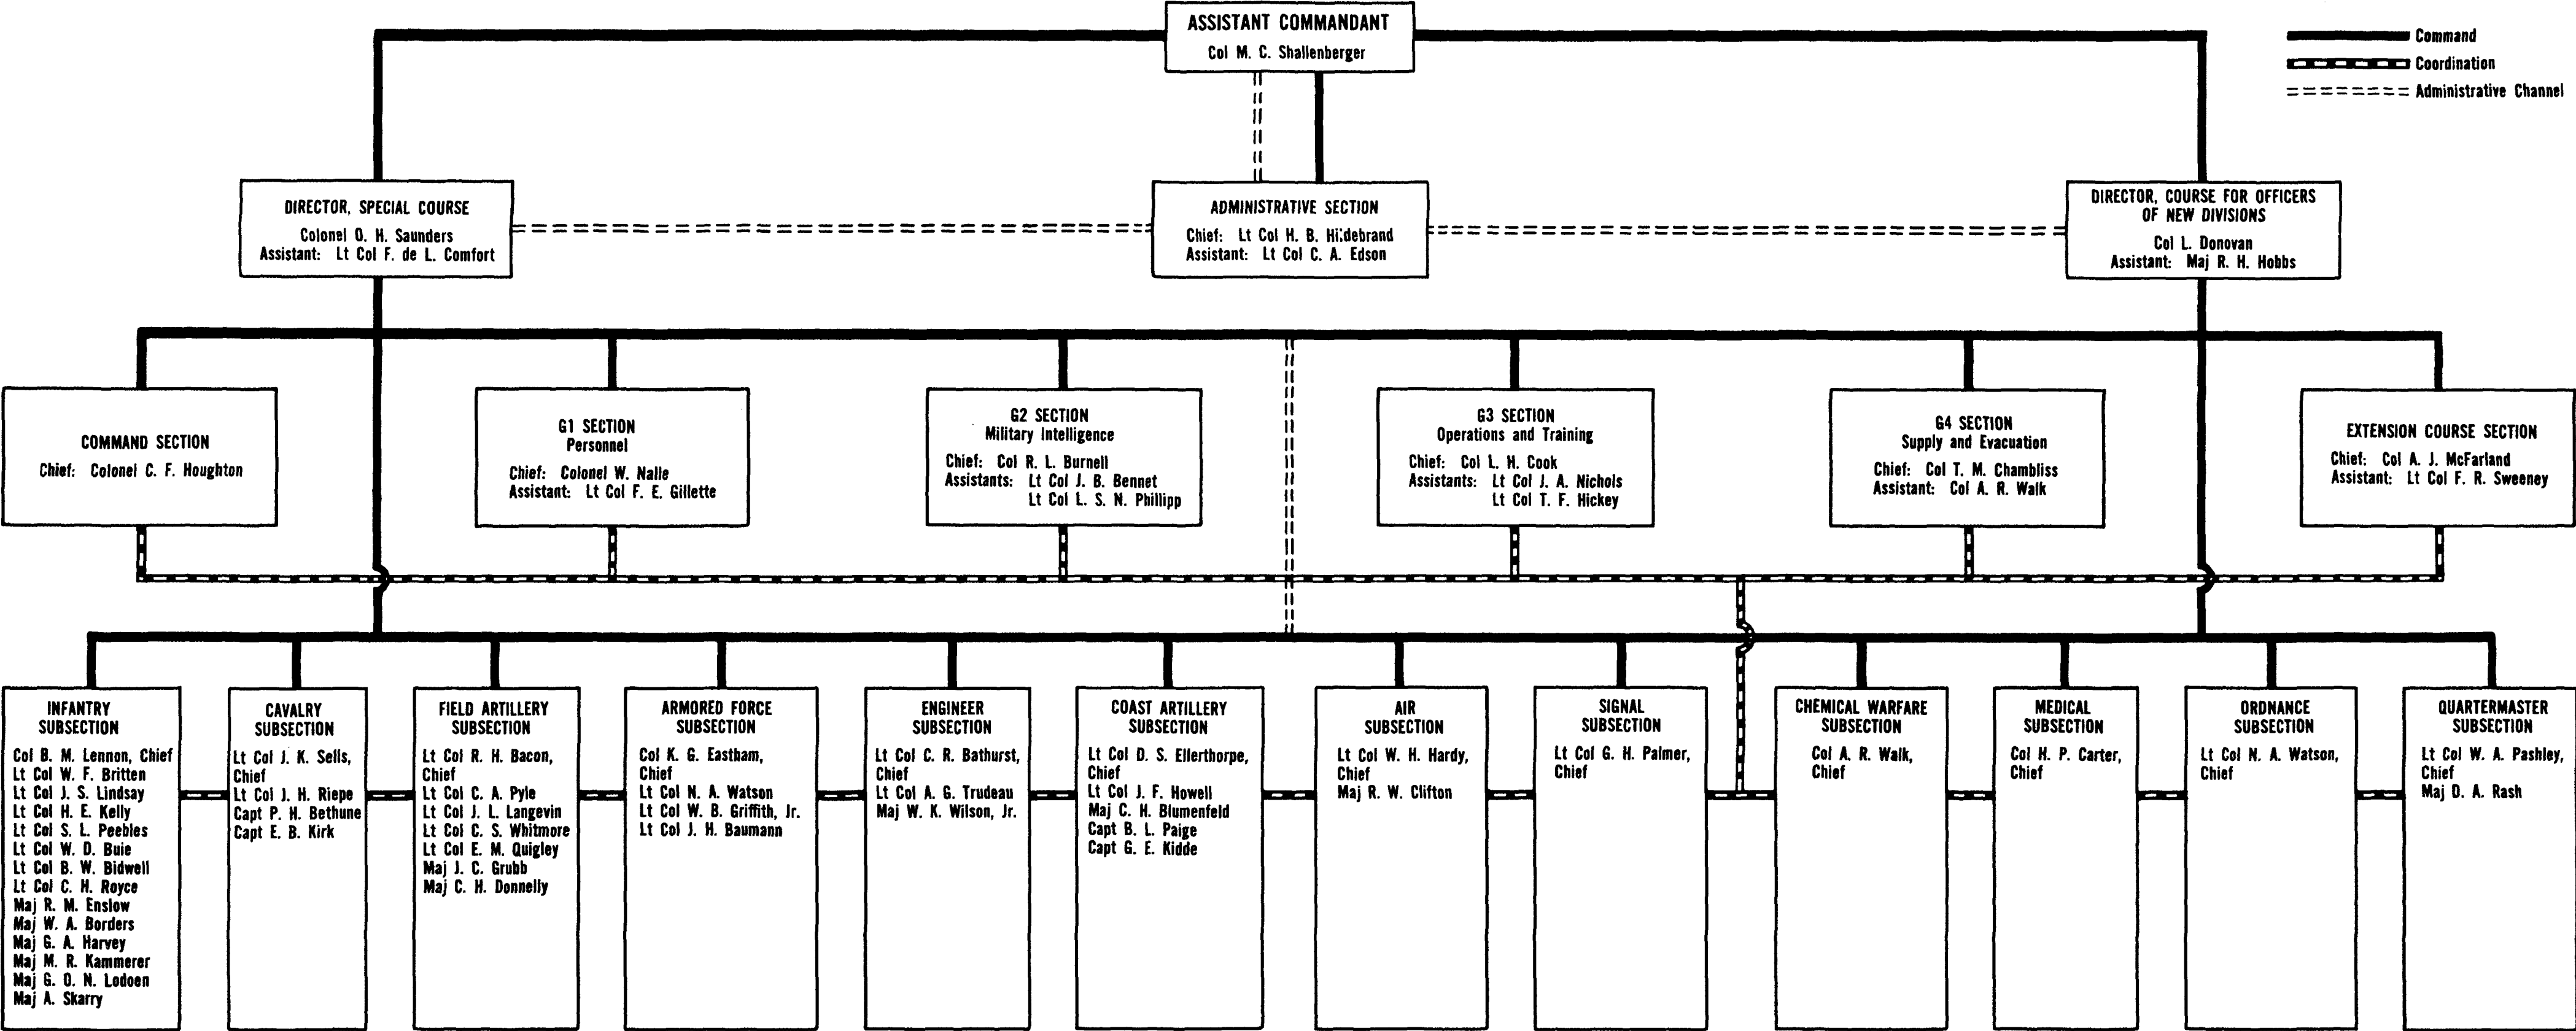 ASSISTANT COMMANDANT
Col M. C. Shallenberger
Command
Coordination
Administrative Channel
DIRECTOR, SPECIAL COURSE
Colonel O. H. Saunders
Assistant: Lt Col F. de L. Comfort
ADMINISTRATIVE SECTION
Chief: Lt Col H. B. Hildebrand
Assistant: Lt Col C. A. Edson
DIRECTOR, COURSE FOR OFFICERS
OF NEW DIVISIONS
Col L. Donovan
Assistant: Maj R. H. Hobbs
COMMAND SECTION
Chief: Colonel C. F. Houghton
G1 SECTION
Personnel
Chief: Colonel W. Nalle
Assistant: Lt Col F. E. Gillette
G2 SECTION
Military Intelligence
Chief: Col R. L. Burnell
Assistants: Lt Col J. B. Bennet
Lt Col L. S. N. Phillipp
G3 SECTION
Operations and Training
Chief: Col L. H. Cook
Assistants: Lt Col J. A. Nichols
Lt Col T. F. Hickey
G4 SECTION
Supply and Evacuation
Chief: Col T. M. Chambliss
Assistant: Col A. R. Walk
EXTENSION COURSE SECTION
Chief: Col A. J. McFarland
Assistant: Lt Col F. R. Sweeney
INFANTRY
SUBSECTION
Col B. M. Lennon, Chief
Lt Col W. F. Britten
Lt Col J. S. Lindsay
Lt Col H. E. Kelly
Lt Col S. L. Peebles
Lt Col W. D. Buie
Lt Col B. W. Bidwell
Lt Col C. H. Royce
Maj R. M. Enslow
Maj W. A. Borders
Maj G. A. Harvey
Maj M. R. Kammerer
Maj G. O. N. Lodoen
Maj A. Skarry
CAVALRY
SUBSECTION
Lt Col J. K. Sells,
Chief
Lt Col J. H. Riepe
Capt P. H. Bethune
Capt E. B. Kirk
FIELD ARTILLERY
SUBSECTION
Lt Col R. H. Bacon,
Chief
Lt Col C. A. Pyle
Lt Col J. L. Langevin
Lt Col C. S. Whitmore
Lt Col E. M. Quigley
Maj J. C. Grubb
Maj C. H. Donnelly
ARMORED FORCE
SUBSECTION
Col K. G. Eastham,
Chief
Lt Col N. A. Watson
Lt Col W. B. Griffith, Jr.
Lt Col J. H. Baumann
ENGINEER
SUBSECTION
Lt Col C. R. Bathurst,
Chief
Lt Col A. G. Trudeau
Maj W. K. Wilson, Jr.
COAST ARTILLERY
SUBSECTION
Lt Col D. S. Ellerthorpe,
Chief
Lt Col J. F. Howell
Maj C. H. Blumenfeld
Capt B. L. Paige
Capt G. E. Kidde
AIR
SUBSECTION
Lt Col W. H. Hardy,
Chief
Maj R. W. Clifton
SIGNAL
SUBSECTION
Lt Col G. H. Palmer,
Chief
CHEMICAL WARFARE
SUBSECTION
Col A. R. Walk,
Chief
MEDICAL
SUBSECTION
Col H. P. Carter,
Chief
ORDNANCE
SUBSECTION
Lt Col N. A. Watson,
Chief
QUARTERMASTER
SUBSECTION
Lt Col W. A. Pashley,
Chief
Maj D. A. Rash